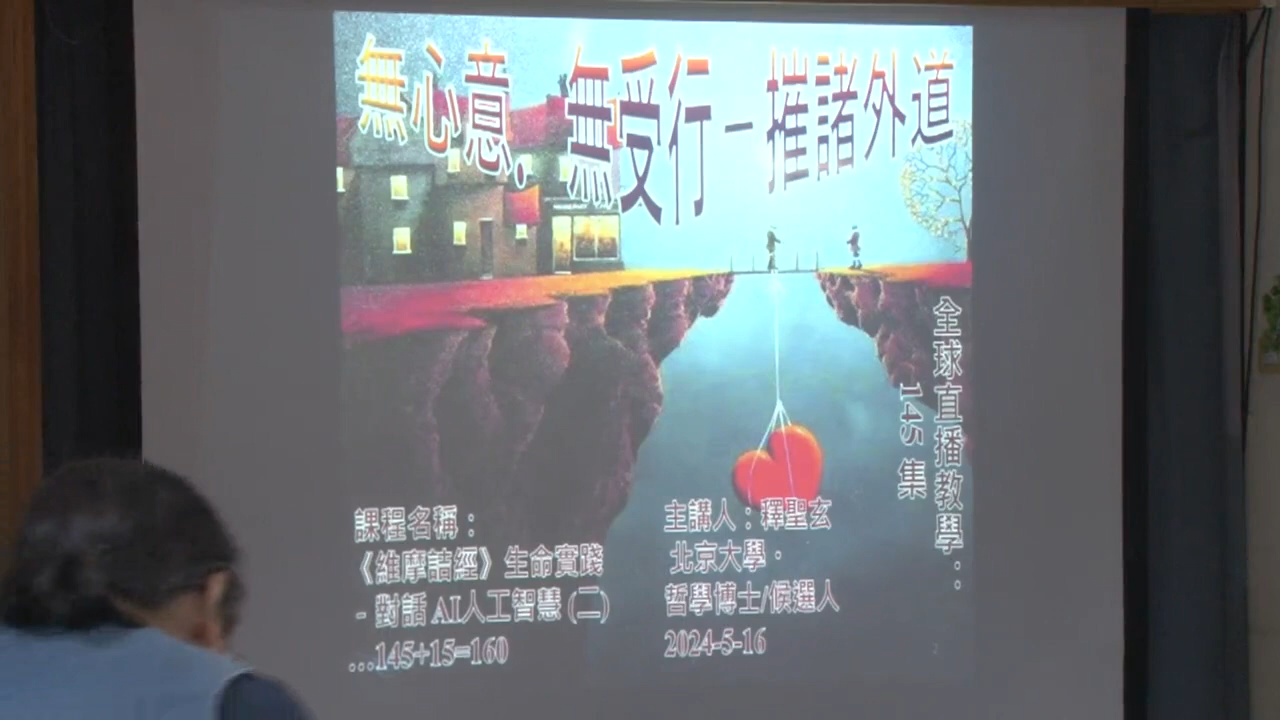 無心意．無受行－摧諸外道
全球直播教學：
145 集
課程名稱：
《維摩詰經》生命實踐
- 對話 AI人工智慧 (二)
...145+15=160
主講人：釋聖玄
北京大學．
哲學博士/候選人
2024-5-16
2